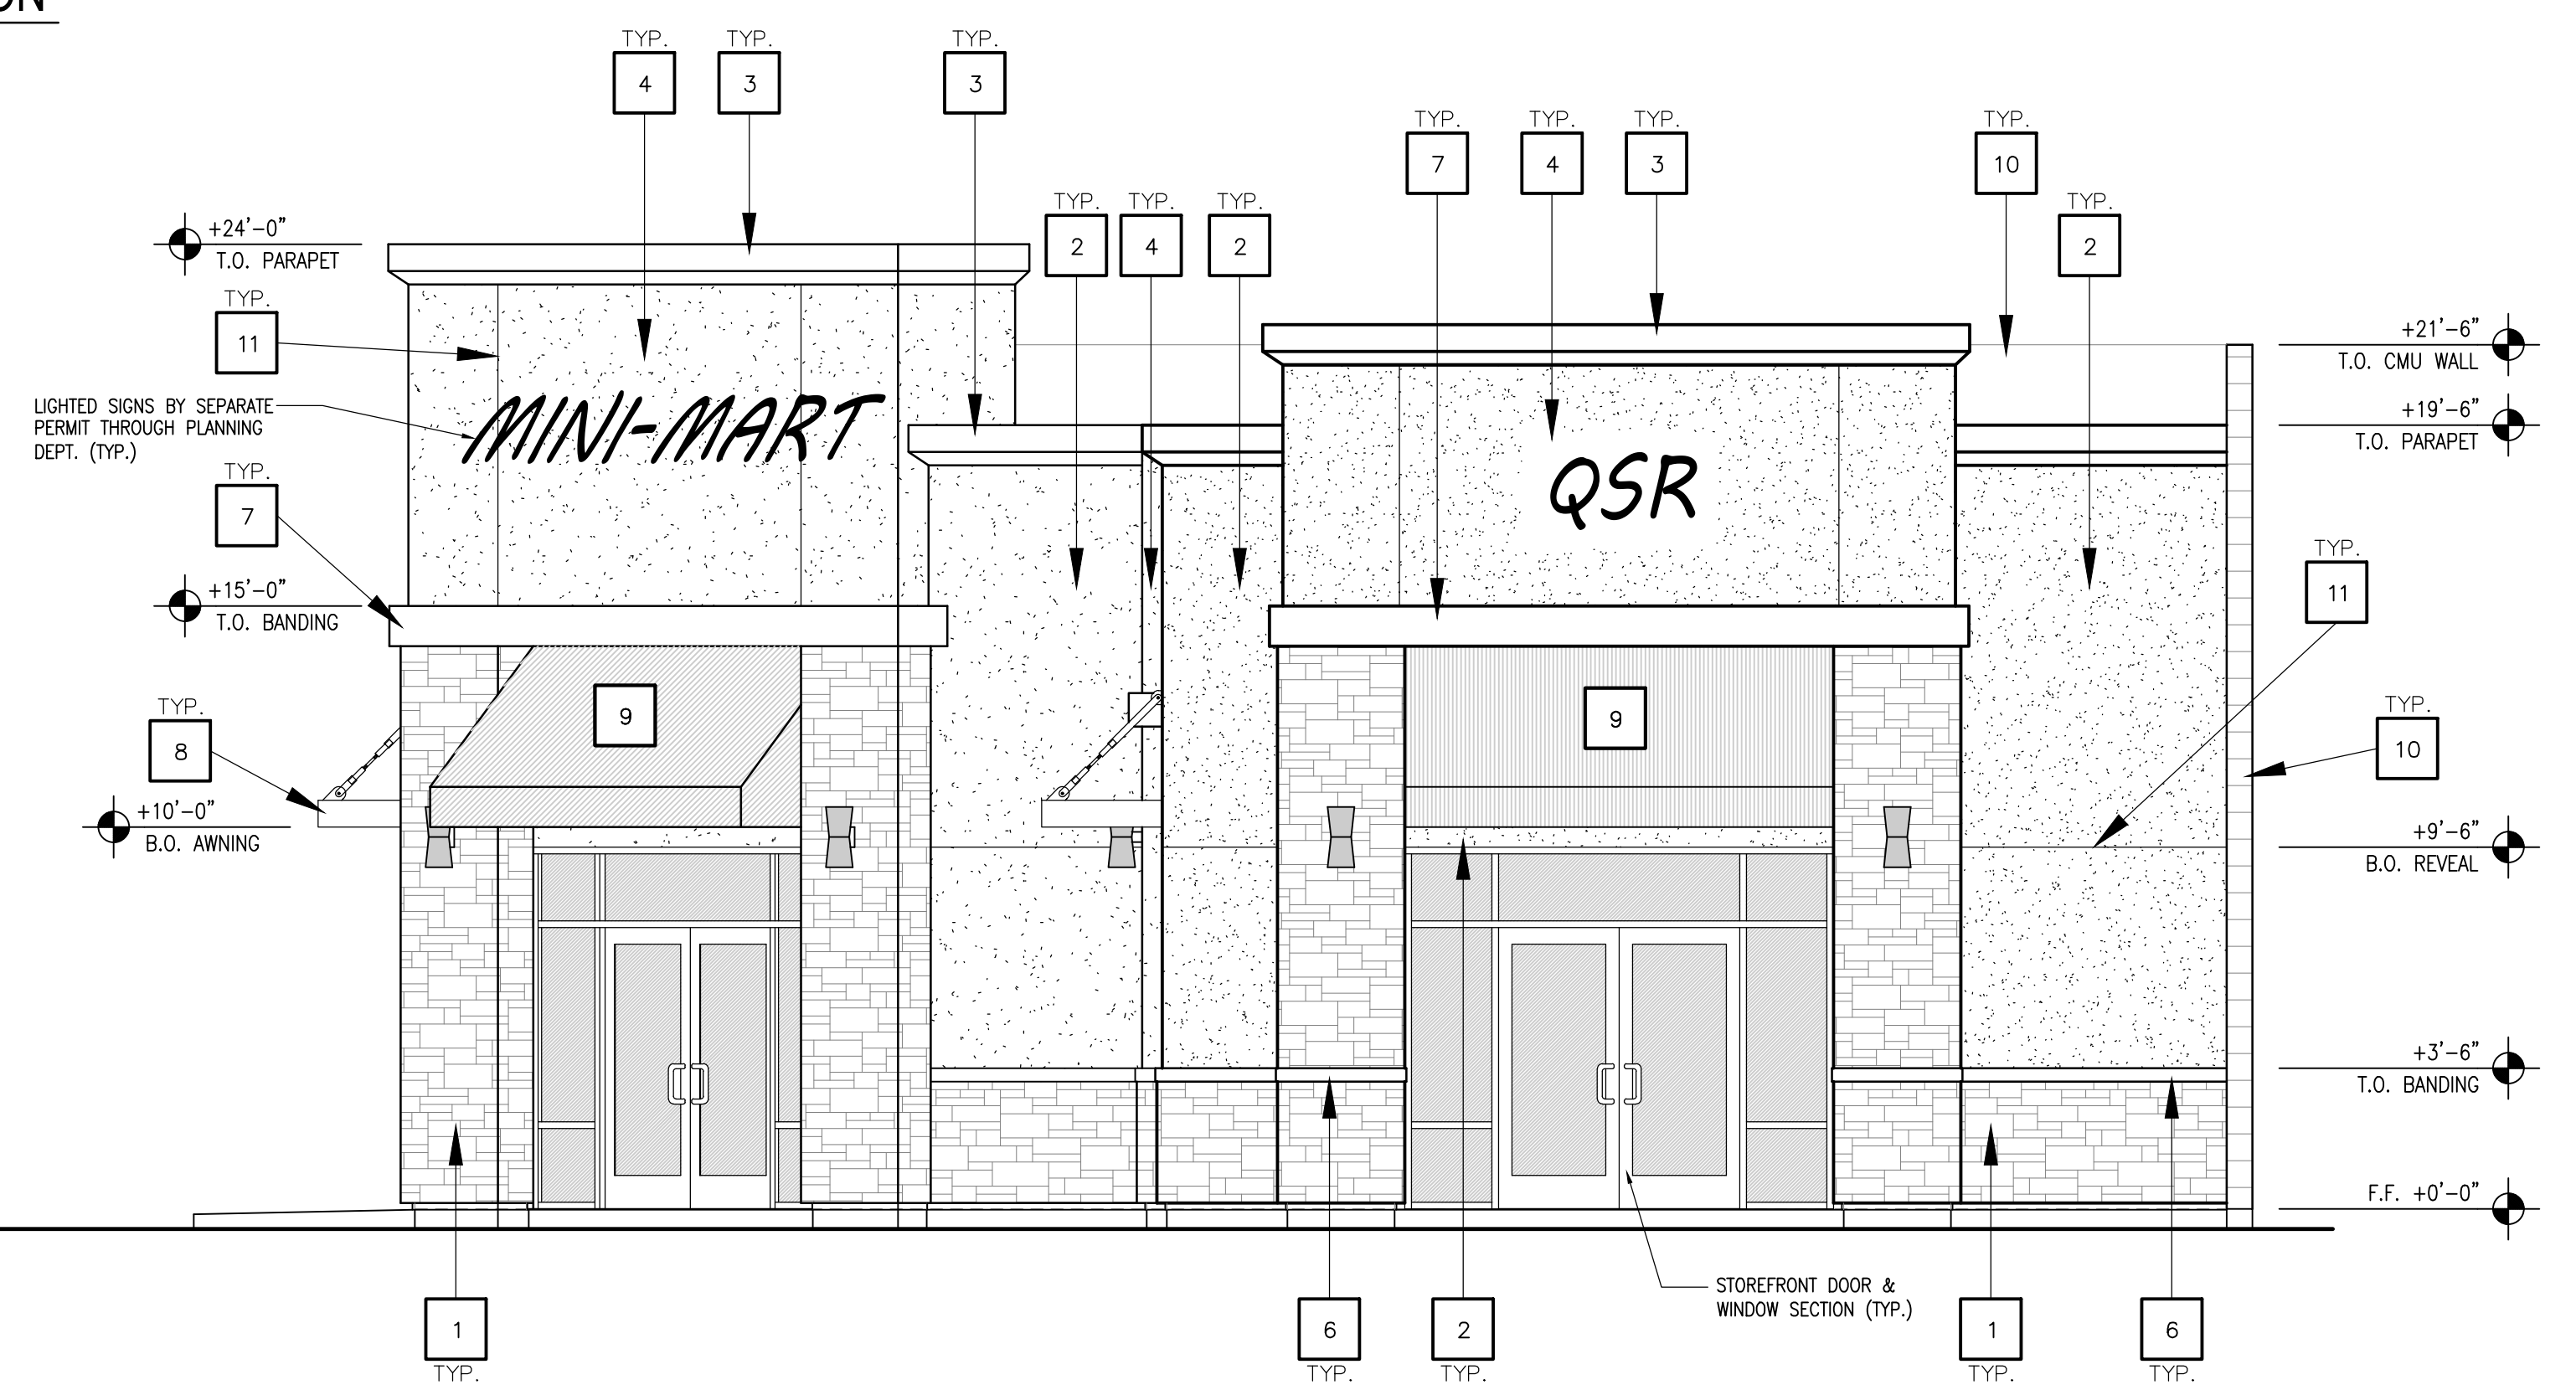 ON
TYP.
4
TYP.
3
TYP.
3
TYP.
7
TYP.
4
TYP.
3
TYP.
10
TYP.
2
TYP.
4
TYP.
2
TYP.
2
+24'-0"
T.O. PARAPET
TYP.
11
LIGHTED SIGNS BY SEPARATE
PERMIT THROUGH PLANNING
DEPT. (TYP.)
TYP.
7
+15'-0"
T.O. BANDING
TYP.
8
+10'-0"
B.O. AWNING
MINI-MART
QSR
9
9
+21'-6"
T.O. CMU WALL
+19'-6"
T.O. PARAPET
TYP.
11
TYP.
10
+9'-6"
B.O. REVEAL
+3'-6"
T.O. BANDING
F.F. +0'-0"
STOREFRONT DOOR &
WINDOW SECTION (TYP.)
1
TYP.
6
TYP.
2
TYP.
1
TYP.
6
TYP.